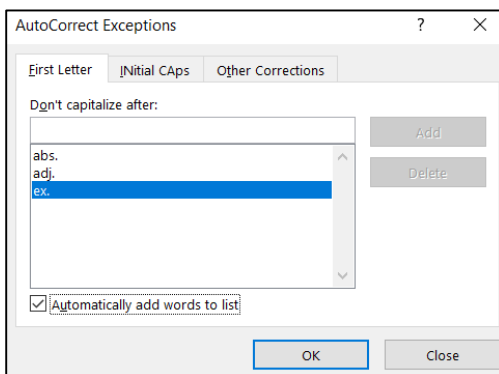 AutoCorrect Exceptions ? X
First Letter INitial CAps Other Corrections
Don't capitalize after:
Add
abs.
Delete
adj.
ex.
Automatically add words to list
OK Close